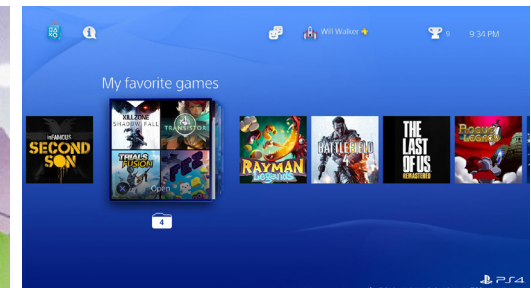 Will Walker
9
9:34 PM
My favorite games
inFAMOUS
SECOND
SON
KILLZONE
SHADOW FALL
TRANSISTOR
TRIALS
FUSION
FEZ
Open
4
RAYMAN
Legends
BATTLEFIELD
4
THE
LAST
OF US
REMASTERED
Rogue
LEGACY
PS4